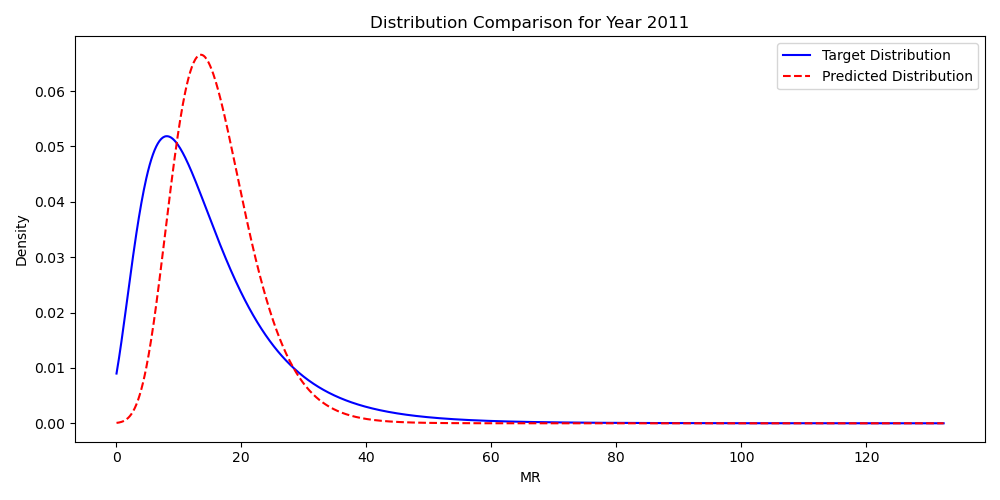 Distribution Comparison for Year 2011
Target Distribution
Predicted Distribution
Density
0.06
0.05
0.04
0.03
0.02
0.01
0.00
0 20 40 60 80 100 120
MR